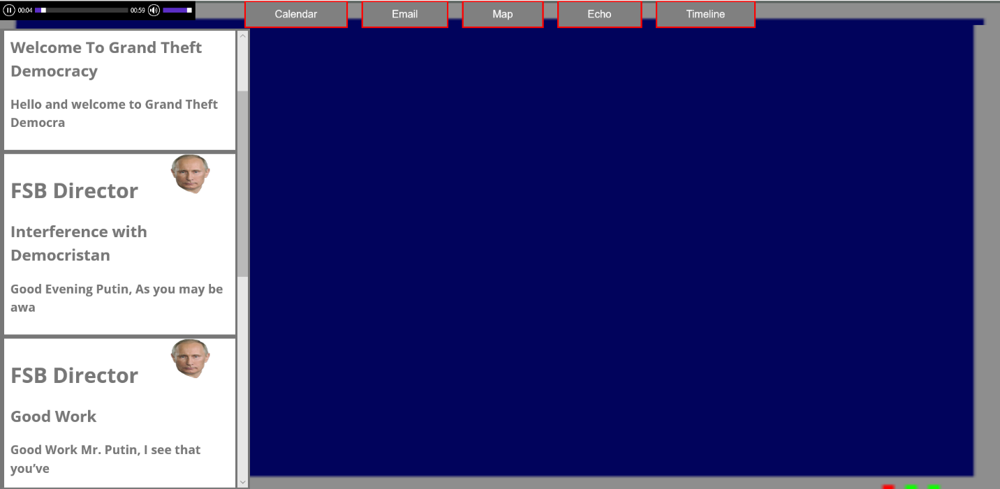 00:04 00:59
Calendar Email Map Echo Timeline
Welcome To Grand Theft
Democracy
Hello and welcome to Grand Theft
Democra
FSB Director
Interference with
Democristan
Good Evening Putin, As you may be
awa
FSB Director
Good Work
Good Work Mr. Putin, I see that
you’ve